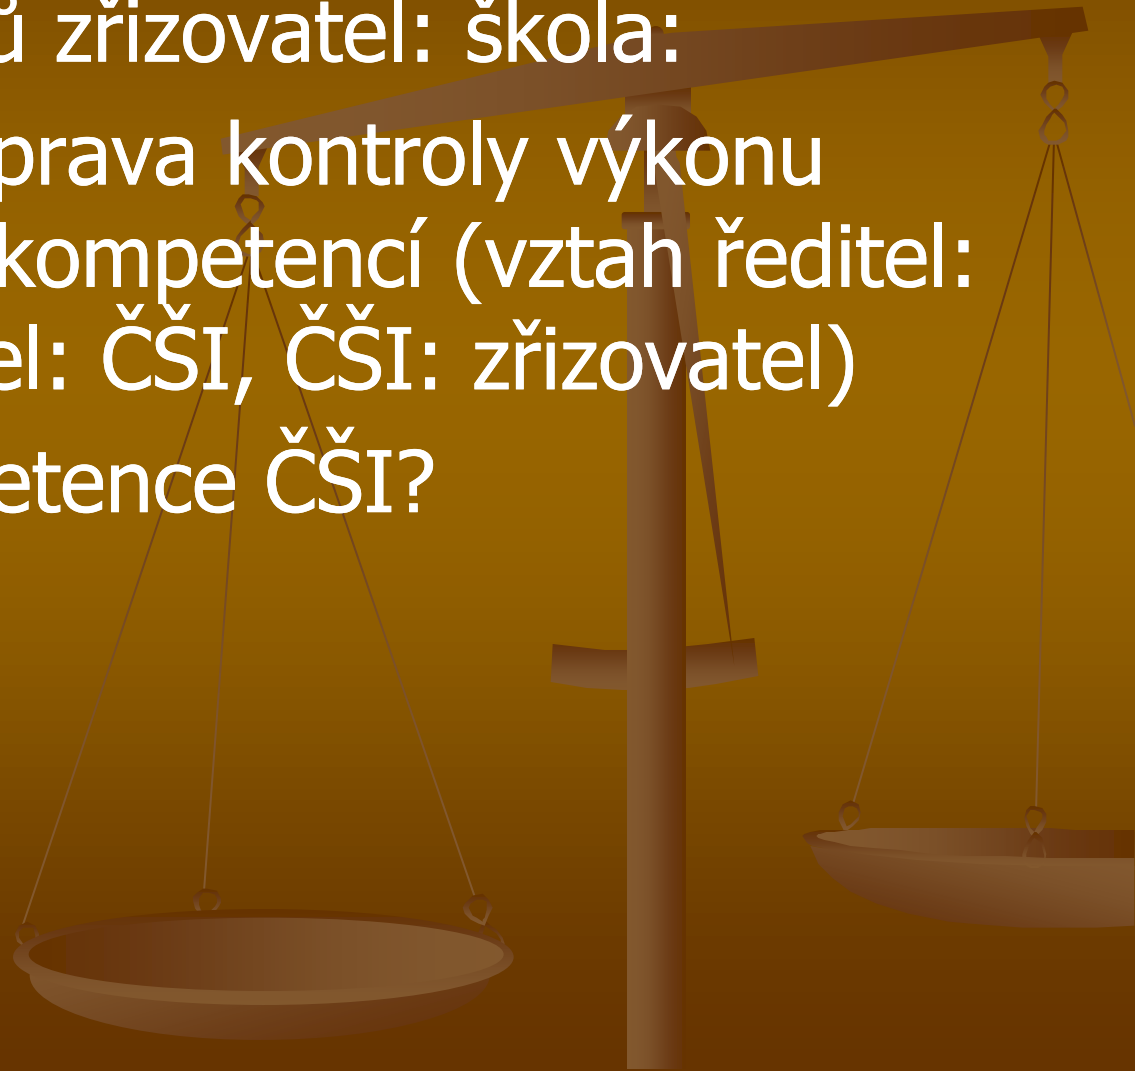 ů zřizovatel: škola:
prava kontroly výkonu
kompetencí (vztah ředitel:
el: ČŠI, ČŠI: zřizovatel)
etence ČŠI?